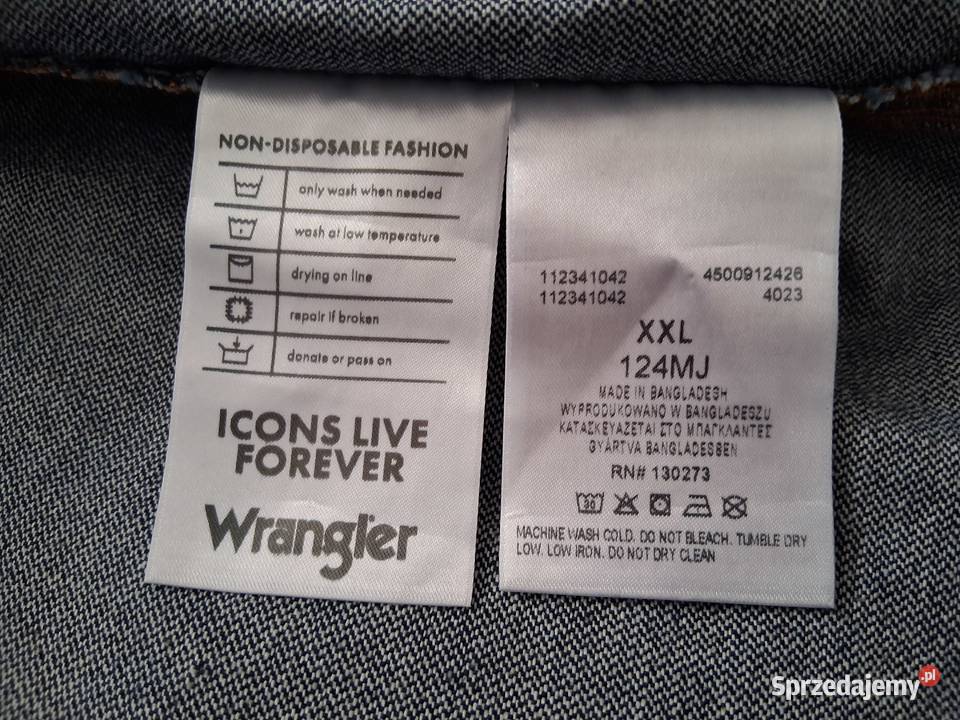 NON-DISPOSABLE FASHION
only wash when needed
wash at low temperature
drying on line
repair if broken
donate or pass on
ICONS LIVE
FOREVER
Wrangler
112341042 4500912426
112341042 4023
XXL
124MJ
MADE IN BANGLADESH
WYPRODUKOWANO W BANGLADESZU
ΚΑΤΑΣΚΕΥΑΖΕΤΑΙ ΣΤΟ ΜΠΑΓΚΛΑΝΤΕΣ
GYÁRTVA BANGLADESBEN
RN# 130273
30
MACHINE WASH COLD. DO NOT BLEACH. TUMBLE DRY
LOW. LOW IRON. DO NOT DRY CLEAN
Sprzedajemy.pl